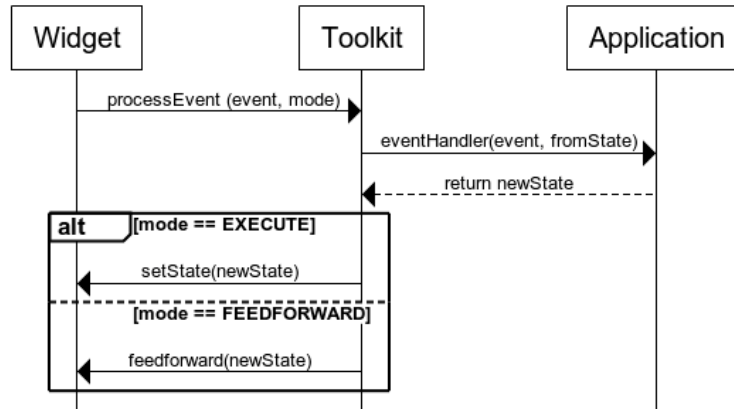 Widget
Toolkit
Application
processEvent (event, mode)
eventHandler(event, fromState)
return newState
alt
[mode == EXECUTE]
setState(newState)
[mode == FEEDFORWARD]
feedforward(newState)